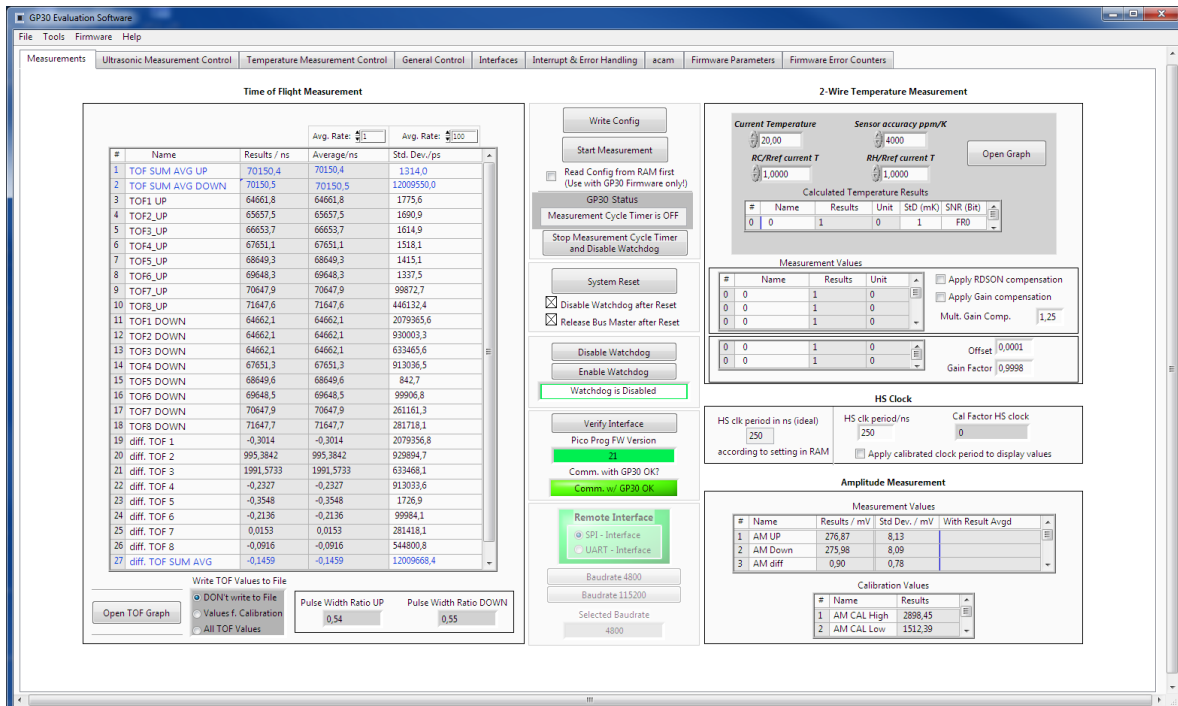 GP30 Evaluation Software
File Tools Firmware Help
Measurements Ultrasonic Measurement Control Temperature Measurement Control General Control Interfaces Interrupt & Error Handling acam Firmware Parameters Firmware Error Counters
Time of Flight Measurement
Avg. Rate: 1 Avg. Rate: 100
# Name Results / ns Average/ns Std. Dev./ps
1 TOF SUM AVG UP 70150,4 70150,4 1314,0
2 TOF SUM AVG DOWN 70150,5 70150,5 12009550,0
3 TOF1 UP 64661,8 64661,8 1775,6
4 TOF2_UP 65657,5 65657,5 1690,9
5 TOF3_UP 66653,7 66653,7 1614,9
6 TOF4_UP 67651,1 67651,1 1518,1
7 TOF5_UP 68649,3 68649,3 1415,1
8 TOF6_UP 69648,3 69648,3 1337,5
9 TOF7_UP 70647,9 70647,9 99872,7
10 TOF8_UP 71647,6 71647,6 446132,4
11 TOF1 DOWN 64662,1 64662,1 2079365,6
12 TOF2 DOWN 64662,1 64662,1 930003,3
13 TOF3 DOWN 64662,1 64662,1 633465,6
14 TOF4 DOWN 67651,3 67651,3 913036,5
15 TOF5 DOWN 68649,6 68649,6 842,7
16 TOF6 DOWN 69648,5 69648,5 99906,8
17 TOF7 DOWN 70647,9 70647,9 261161,3
18 TOF8 DOWN 71647,7 71647,7 281718,1
19 diff. TOF 1 -0,3014 -0,3014 2079356,8
20 diff. TOF 2 995,3842 995,3842 929894,7
21 diff. TOF 3 1991,5733 1991,5733 633468,1
22 diff. TOF 4 -0,2327 -0,2327 913033,6
23 diff. TOF 5 -0,3548 -0,3548 1726,9
24 diff. TOF 6 -0,2136 -0,2136 99984,1
25 diff. TOF 7 0,0153 0,0153 281418,1
26 diff. TOF 8 -0,0916 -0,0916 544800,8
27 diff. TOF SUM AVG -0,1459 -0,1459 12009668,4
Write TOF Values to File
Open TOF Graph
DON't write to File
Values f. Calibration
All TOF Values
Pulse Width Ratio UP Pulse Width Ratio DOWN
0,54 0,55
Write Config
Start Measurement
Read Config from RAM first
(Use with GP30 Firmware only!)
GP30 Status
Measurement Cycle Timer is OFF
Stop Measurement Cycle Timer
and Disable Watchdog
System Reset
Disable Watchdog after Reset
Release Bus Master after Reset
Disable Watchdog
Enable Watchdog
Watchdog is Disabled
Verify Interface
Pico Prog FW Version
21
Comm. with GP30 OK?
Comm. w/ GP30 OK
Remote Interface
SPI - Interface
UART - Interface
Baudrate 4800
Baudrate 115200
Selected Baudrate
4800
2-Wire Temperature Measurement
Current Temperature Sensor accuracy ppm/K
20,00 4000
Open Graph
RC/Rref current T RH/Rref current T
1,0000 1,0000
Calculated Temperature Results
# Name Results Unit StD (mK) SNR (Bit)
0 0 1 0 1 FR0
Measurement Values
# Name Results Unit
0 0 1 0
0 0 1 0
0 0 1 0
Apply RDSON compensation
Apply Gain compensation
Mult. Gain Comp. 1,25
0 0 1 0
0 0 1 0
Offset 0,0001
Gain Factor 0,9998
HS Clock
HS clk period in ns (ideal) HS clk period/ns Cal Factor HS clock
250 250 0
according to setting in RAM Apply calibrated clock period to display values
Amplitude Measurement
Measurement Values
# Name Results / mV Std Dev. / mV With Result Avgd
1 AM UP 276,87 8,13
2 AM Down 275,98 8,09
3 AM diff 0,90 0,78
Calibration Values
# Name Results
1 AM CAL High 2898,45
2 AM CAL Low 1512,39